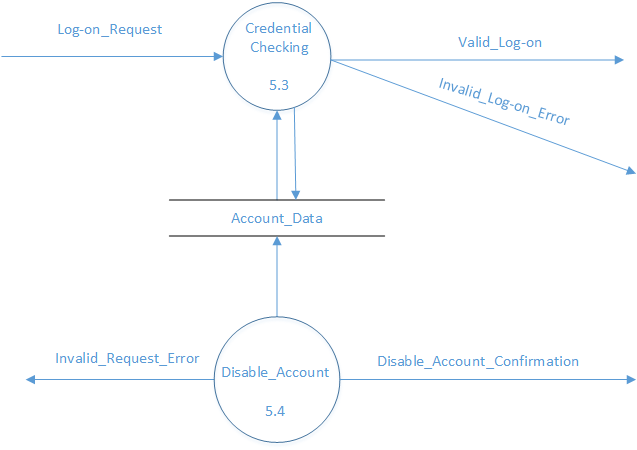 Log-on_Request
Credential
Checking
5.3
Valid_Log-on
Invalid_Log-on_Error
Account_Data
Invalid_Request_Error
Disable_Account
5.4
Disable_Account_Confirmation